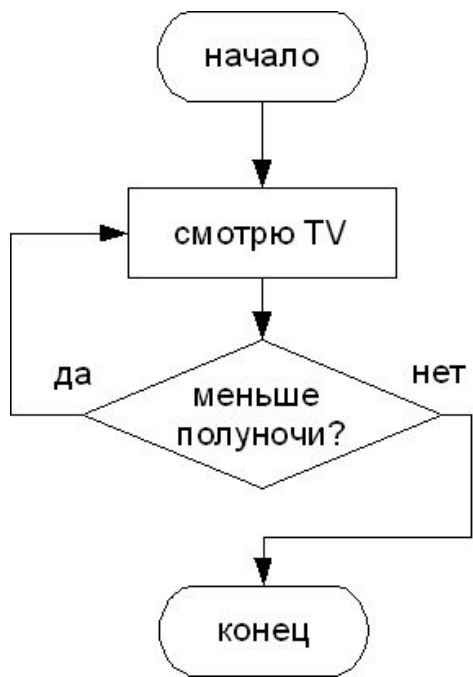 начало
смотрю TV
да
нет
меньше
полуночи?
конец